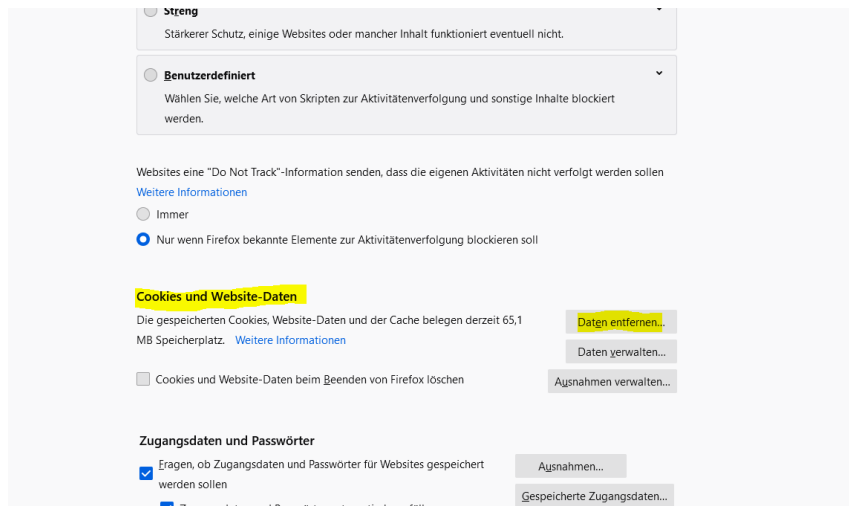 Streng
Stärkerer Schutz, einige Websites oder mancher Inhalt funktioniert eventuell nicht.
Benutzerdefiniert
Wählen Sie, welche Art von Skripten zur Aktivitätenverfolgung und sonstige Inhalte blockiert
werden.
Websites eine "Do Not Track"-Information senden, dass die eigenen Aktivitäten nicht verfolgt werden sollen
Weitere Informationen
Immer
Nur wenn Firefox bekannte Elemente zur Aktivitätenverfolgung blockieren soll
Cookies und Website-Daten
Die gespeicherten Cookies, Website-Daten und der Cache belegen derzeit 65,1
MB Speicherplatz. Weitere Informationen
Daten entfernen...
Daten verwalten...
Cookies und Website-Daten beim Beenden von Firefox löschen
Ausnahmen verwalten...
Zugangsdaten und Passwörter
Fragen, ob Zugangsdaten und Passwörter für Websites gespeichert
werden sollen
Ausnahmen...
Gespeicherte Zugangsdaten...